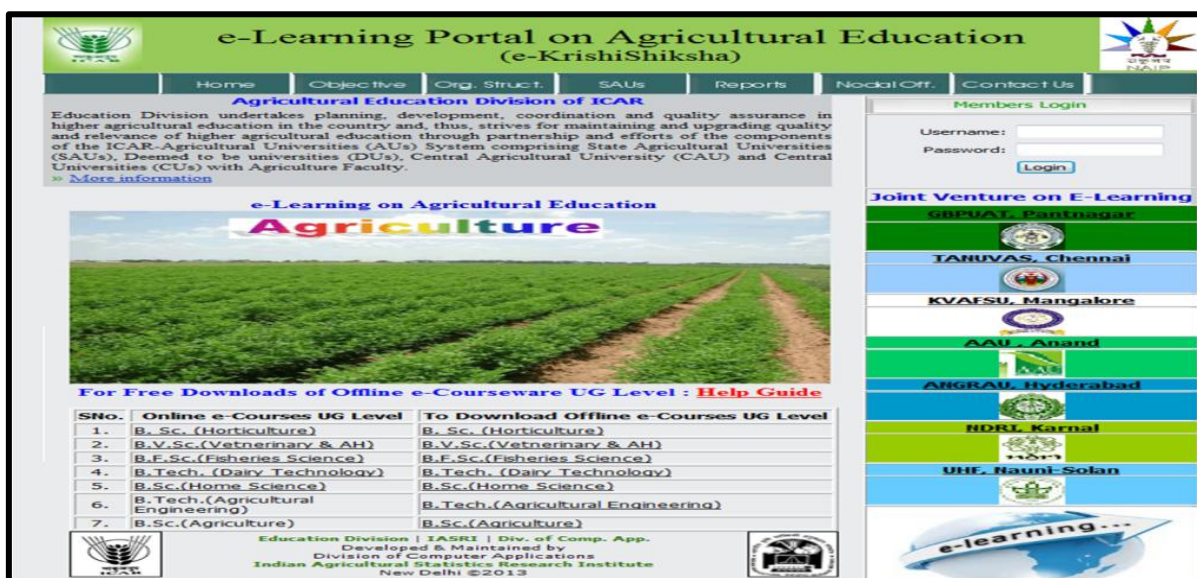 e-Learning Portal on Agricultural Education
(e-KrishiShiksha)
ICAR
NAIP
Home Objective Org. Struct. SAUs Reports Nodal Off. Contact Us
Agricultural Education Division of ICAR
Education Division undertakes planning, development, coordination and quality assurance in
higher agricultural education in the country and, thus, strives for maintaining and upgrading quality
and relevance of higher agricultural education through partnership and efforts of the components
of the ICAR-Agricultural Universities (AUs) System comprising State Agricultural Universities
(SAUs), Deemed to be universities (DUs), Central Agricultural University (CAU) and Central
Universities (CUs) with Agriculture Faculty.
» More information
e-Learning on Agricultural Education
Agriculture
For Free Downloads of Offline e-Courseware UG Level : Help Guide
SNo. Online e-Courses UG Level To Download Offline e-Courses UG Level
1. B. Sc. (Horticulture) B. Sc. (Horticulture)
2. B.V.Sc.(Vetnerinary & AH) B.V.Sc.(Vetnerinary & AH)
3. B.F.Sc.(Fisheries Science) B.F.Sc.(Fisheries Science)
4. B.Tech. (Dairy Technology) B.Tech. (Dairy Technology)
5. B.Sc.(Home Science) B.Sc.(Home Science)
6. B.Tech.(Agricultural
Engineering) B.Tech.(Agricultural Engineering)
7. B.Sc.(Agriculture) B.Sc.(Agriculture)
ICAR
Education Division | IASRI | Div. of Comp. App.
Developed & Maintained by
Division of Computer Applications
Indian Agricultural Statistics Research Institute
New Delhi ©2013
Members Login
Username:
Password:
Login
Joint Venture on E-Learning
GBPUAT, Pantnagar
TANUVAS, Chennai
KVAFSU, Mangalore
AAU , Anand
ANGRAU, Hyderabad
NDRI, Karnal
UHF, Nauni-Solan
e-learning...